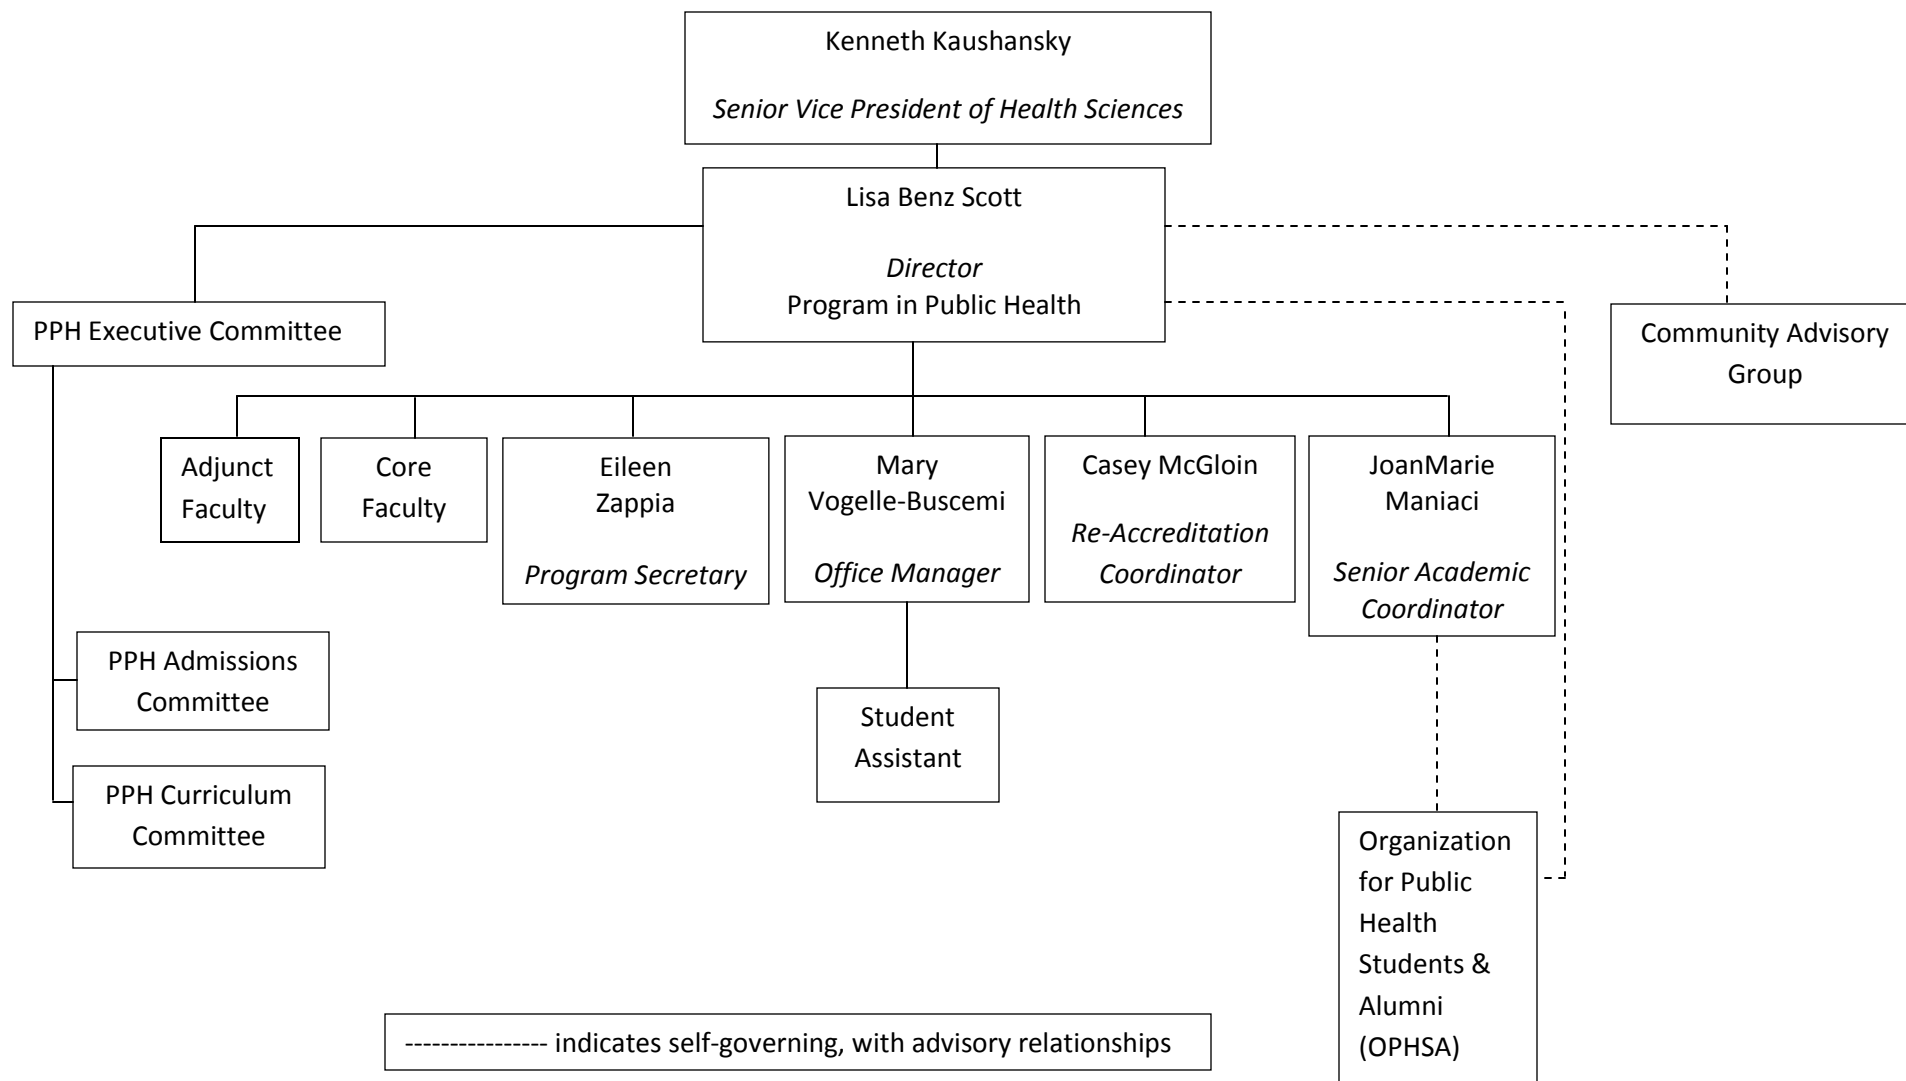 Kenneth Kaushansky
Senior Vice President of Health Sciences
Lisa Benz Scott
Director
Program in Public Health
PPH Executive Committee
Community Advisory
Group
Adjunct
Faculty
Core
Faculty
Eileen
Zappia
Program Secretary
Mary
Vogelle-Buscemi
Office Manager
Casey McGloin
Re-Accreditation
Coordinator
JoanMarie
Maniaci
Senior Academic
Coordinator
PPH Admissions
Committee
Student
Assistant
PPH Curriculum
Committee
Organization
for Public
Health
Students &
Alumni
(OPHSA)
---------------- indicates self-governing, with advisory relationships